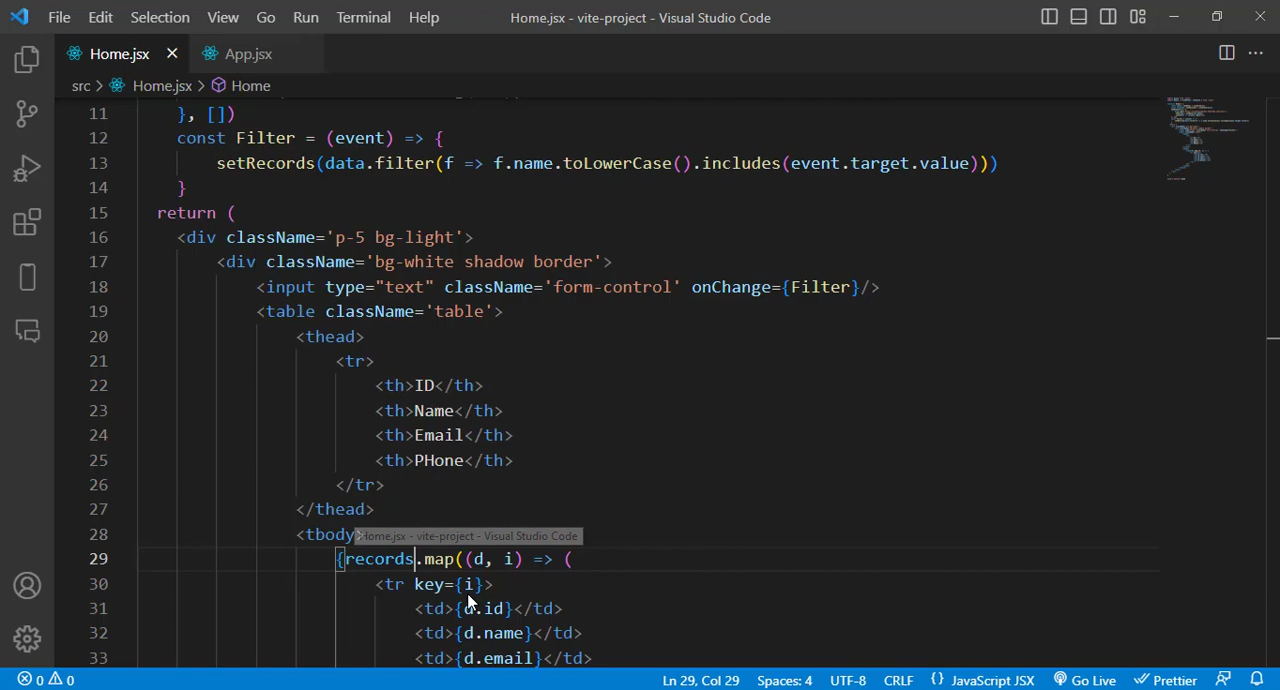 File Edit Selection View Go Run Terminal Help Home.jsx - vite-project - Visual Studio Code
Home.jsx App.jsx
src > Home.jsx > Home
11 }, [])
12 const Filter = (event) => {
13 setRecords(data.filter(f => f.name.toLowerCase().includes(event.target.value)))
14 }
15 return (
16 <div className='p-5 bg-light'>
17 <div className='bg-white shadow border'>
18 <input type="text" className='form-control' onChange={Filter}/>
19 <table className='table'>
20 <thead>
21 <tr>
22 <th>ID</th>
23 <th>Name</th>
24 <th>Email</th>
25 <th>PHone</th>
26 </tr>
27 </thead>
28 <tbody> Home.jsx - vite-project - Visual Studio Code
29 {records.map((d, i) => (
30 <tr key={i}>
31 <td>{d.id}</td>
32 <td>{d.name}</td>
33 <td>{d.email}</td>
0 0 Ln 29, Col 29 Spaces: 4 UTF-8 CRLF {} JavaScript JSX Go Live Prettier